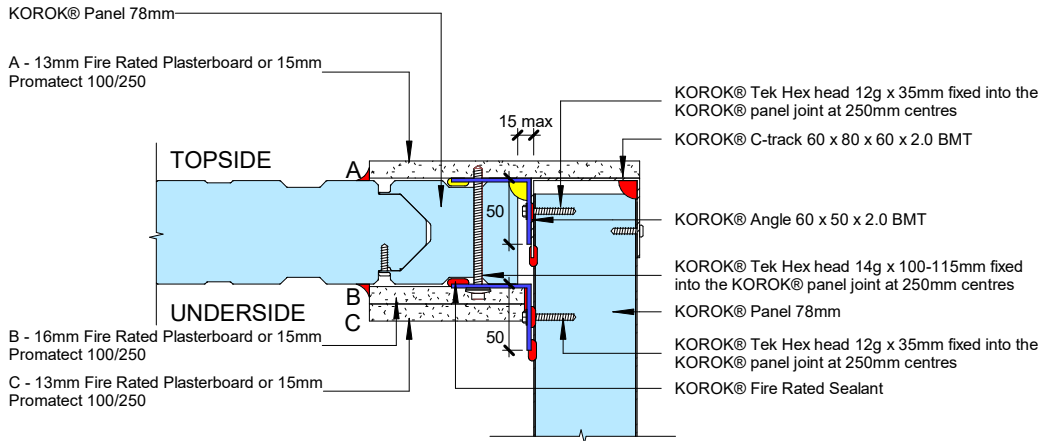 KOROK® Panel 78mm
A - 13mm Fire Rated Plasterboard or 15mm
Promatect 100/250
TOPSIDE
A
15 max
50
UNDERSIDE
B
C
50
B - 16mm Fire Rated Plasterboard or 15mm
Promatect 100/250
C - 13mm Fire Rated Plasterboard or 15mm
Promatect 100/250
KOROK® Tek Hex head 12g x 35mm fixed into the
KOROK® panel joint at 250mm centres
KOROK® C-track 60 x 80 x 60 x 2.0 BMT
KOROK® Angle 60 x 50 x 2.0 BMT
KOROK® Tek Hex head 14g x 100-115mm fixed
into the KOROK® panel joint at 250mm centres
KOROK® Panel 78mm
KOROK® Tek Hex head 12g x 35mm fixed into the
KOROK® panel joint at 250mm centres
KOROK® Fire Rated Sealant